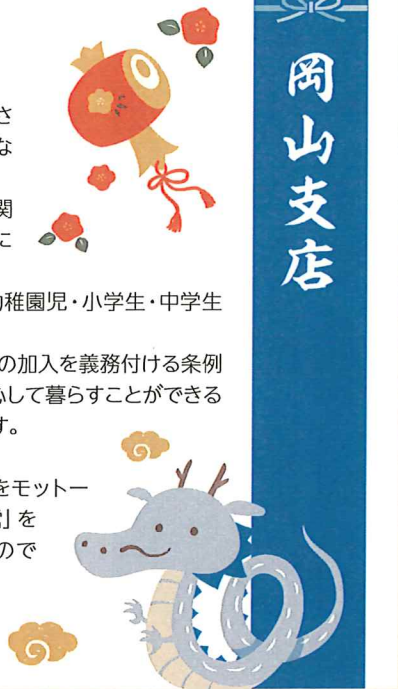 岡山支店
さ
な
関
に
稚園児・小学生・中学生
の加入を義務付ける条例
して暮らすことができる
す。
をモットー
を
ので